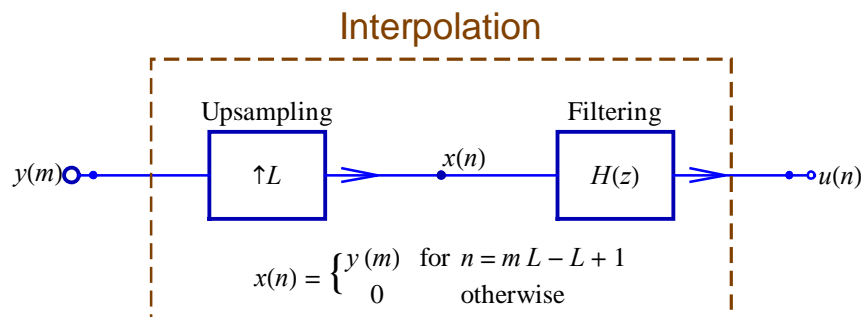 Interpolation
Upsampling Filtering
y(m) ↑L x(n) H(z) u(n)
x(n) = { y (m) for n = m L – L + 1
0 otherwise